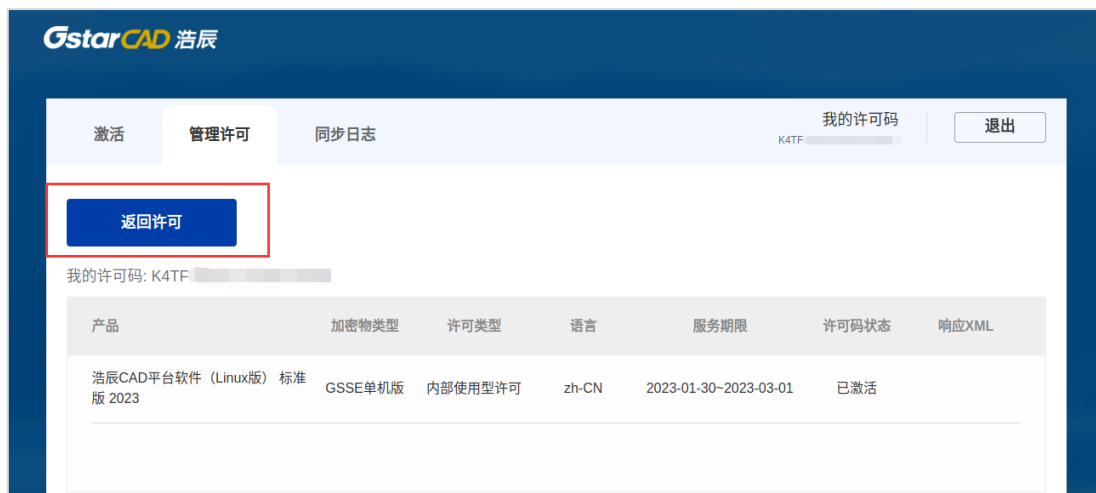 GstarCAD 浩辰
激活 管理许可 同步日志 我的许可码 退出
K4TF
返回许可
我的许可码: K4TF
产品 加密物类型 许可类型 语言 服务期限 许可码状态 响应XML
浩辰CAD平台软件（Linux版） 标准
版 2023 GSSE单机版 内部使用型许可 zh-CN 2023-01-30~2023-03-01 已激活